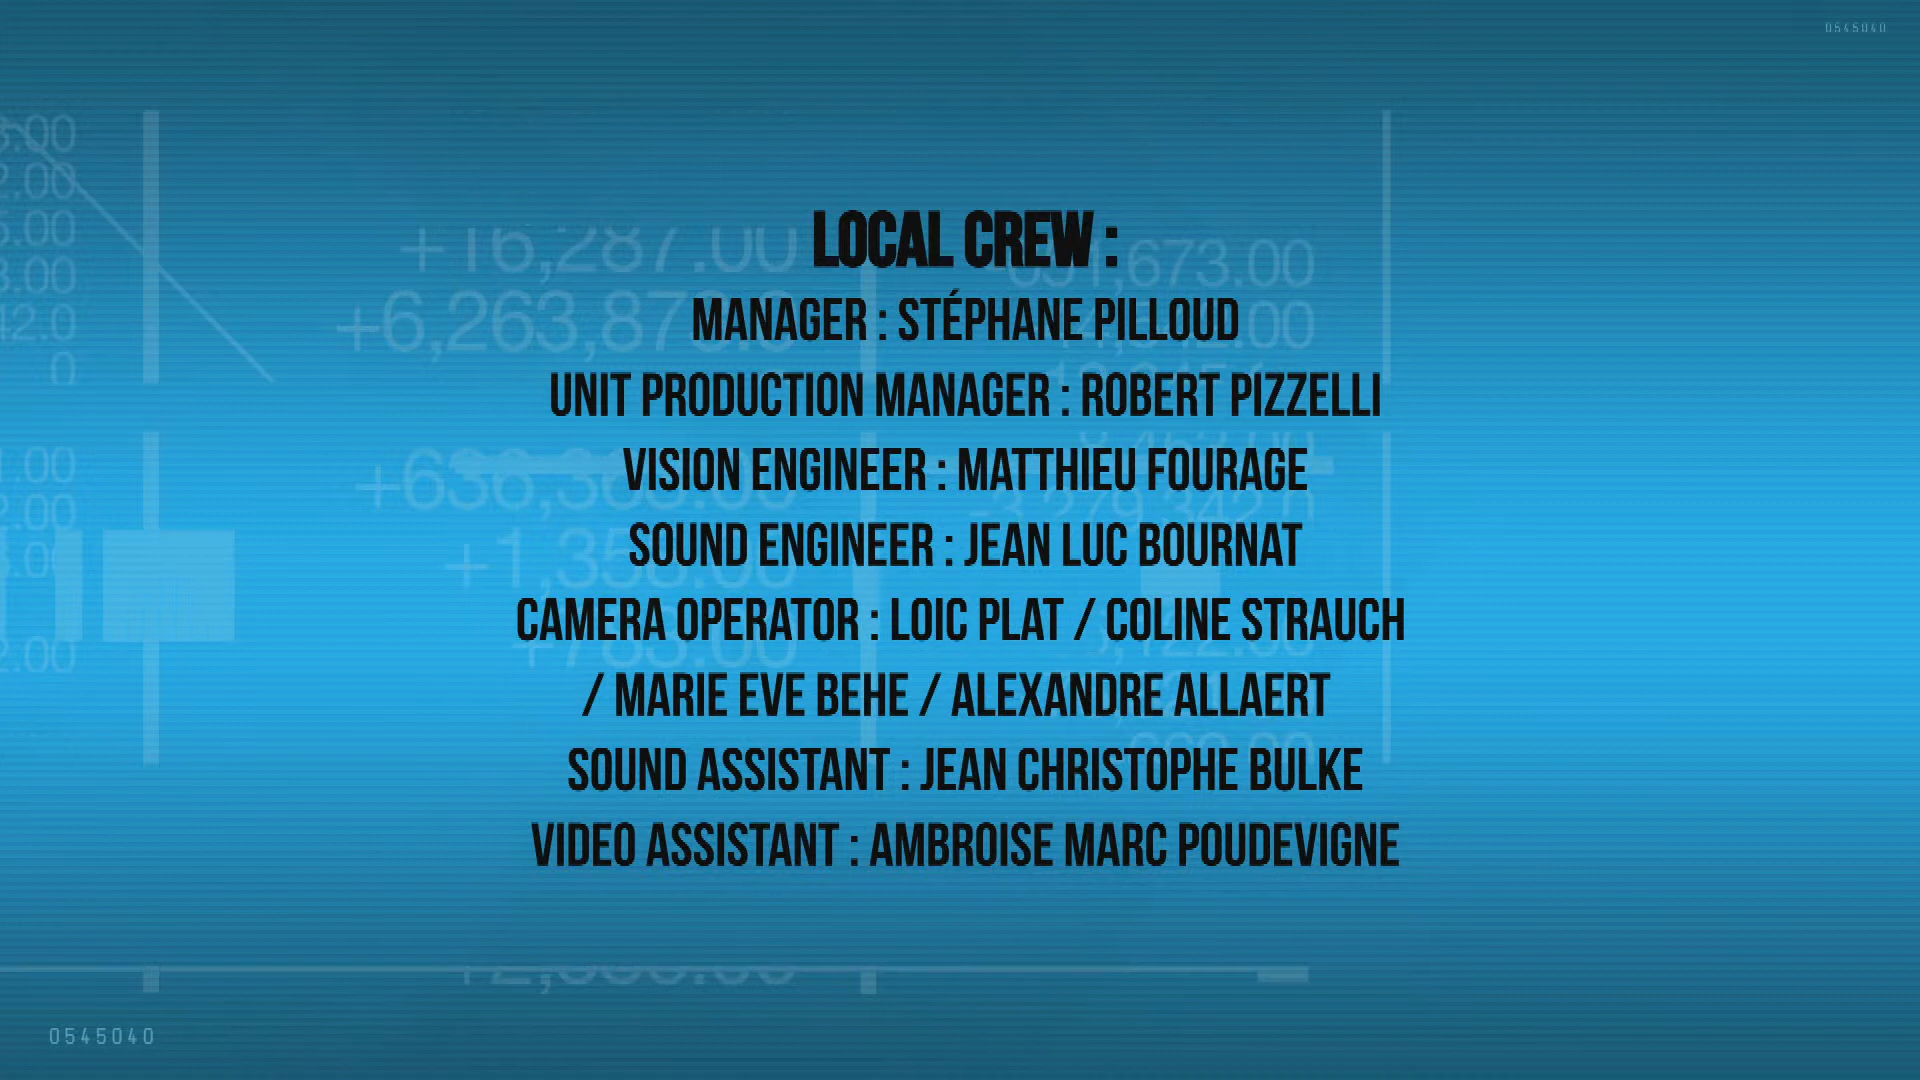 0545040
LOCAL CREW :
MANAGER : STÉPHANE PILLOUD
UNIT PRODUCTION MANAGER : ROBERT PIZZELLI
VISION ENGINEER : MATTHIEU FOURAGE
SOUND ENGINEER : JEAN LUC BOURNAT
CAMERA OPERATOR : LOIC PLAT / COLINE STRAUCH
/ MARIE EVE BEHE / ALEXANDRE ALLAERT
SOUND ASSISTANT : JEAN CHRISTOPHE BULKE
VIDEO ASSISTANT : AMBROISE MARC POUDEVIGNE
0545040